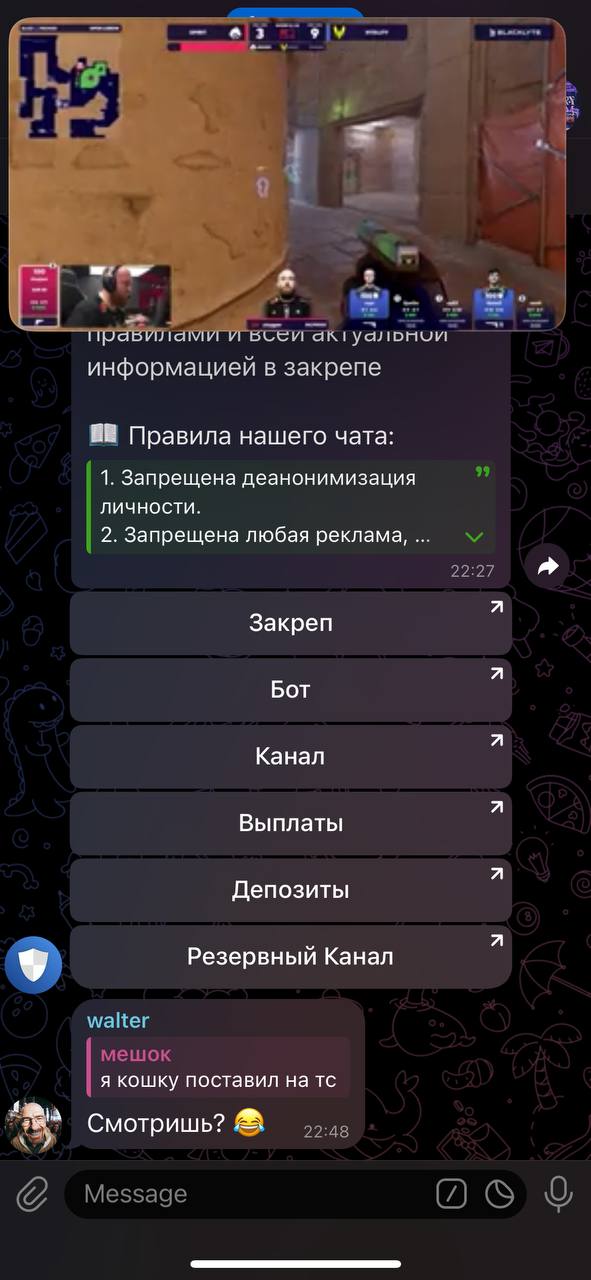 SPIRIT
3
9
VITALITY
BLACKLYTE
100
правилами и всей актуальной
информацией в закрепе
📖 Правила нашего чата:
1. Запрещена деанонимизация
личности.
2. Запрещена любая реклама, ...
22:27
Закреп
Бот
Канал
Выплаты
Депозиты
Резервный Канал
walter
мешок
я кошку поставил на тс
Смотришь? 😂
22:48
Message